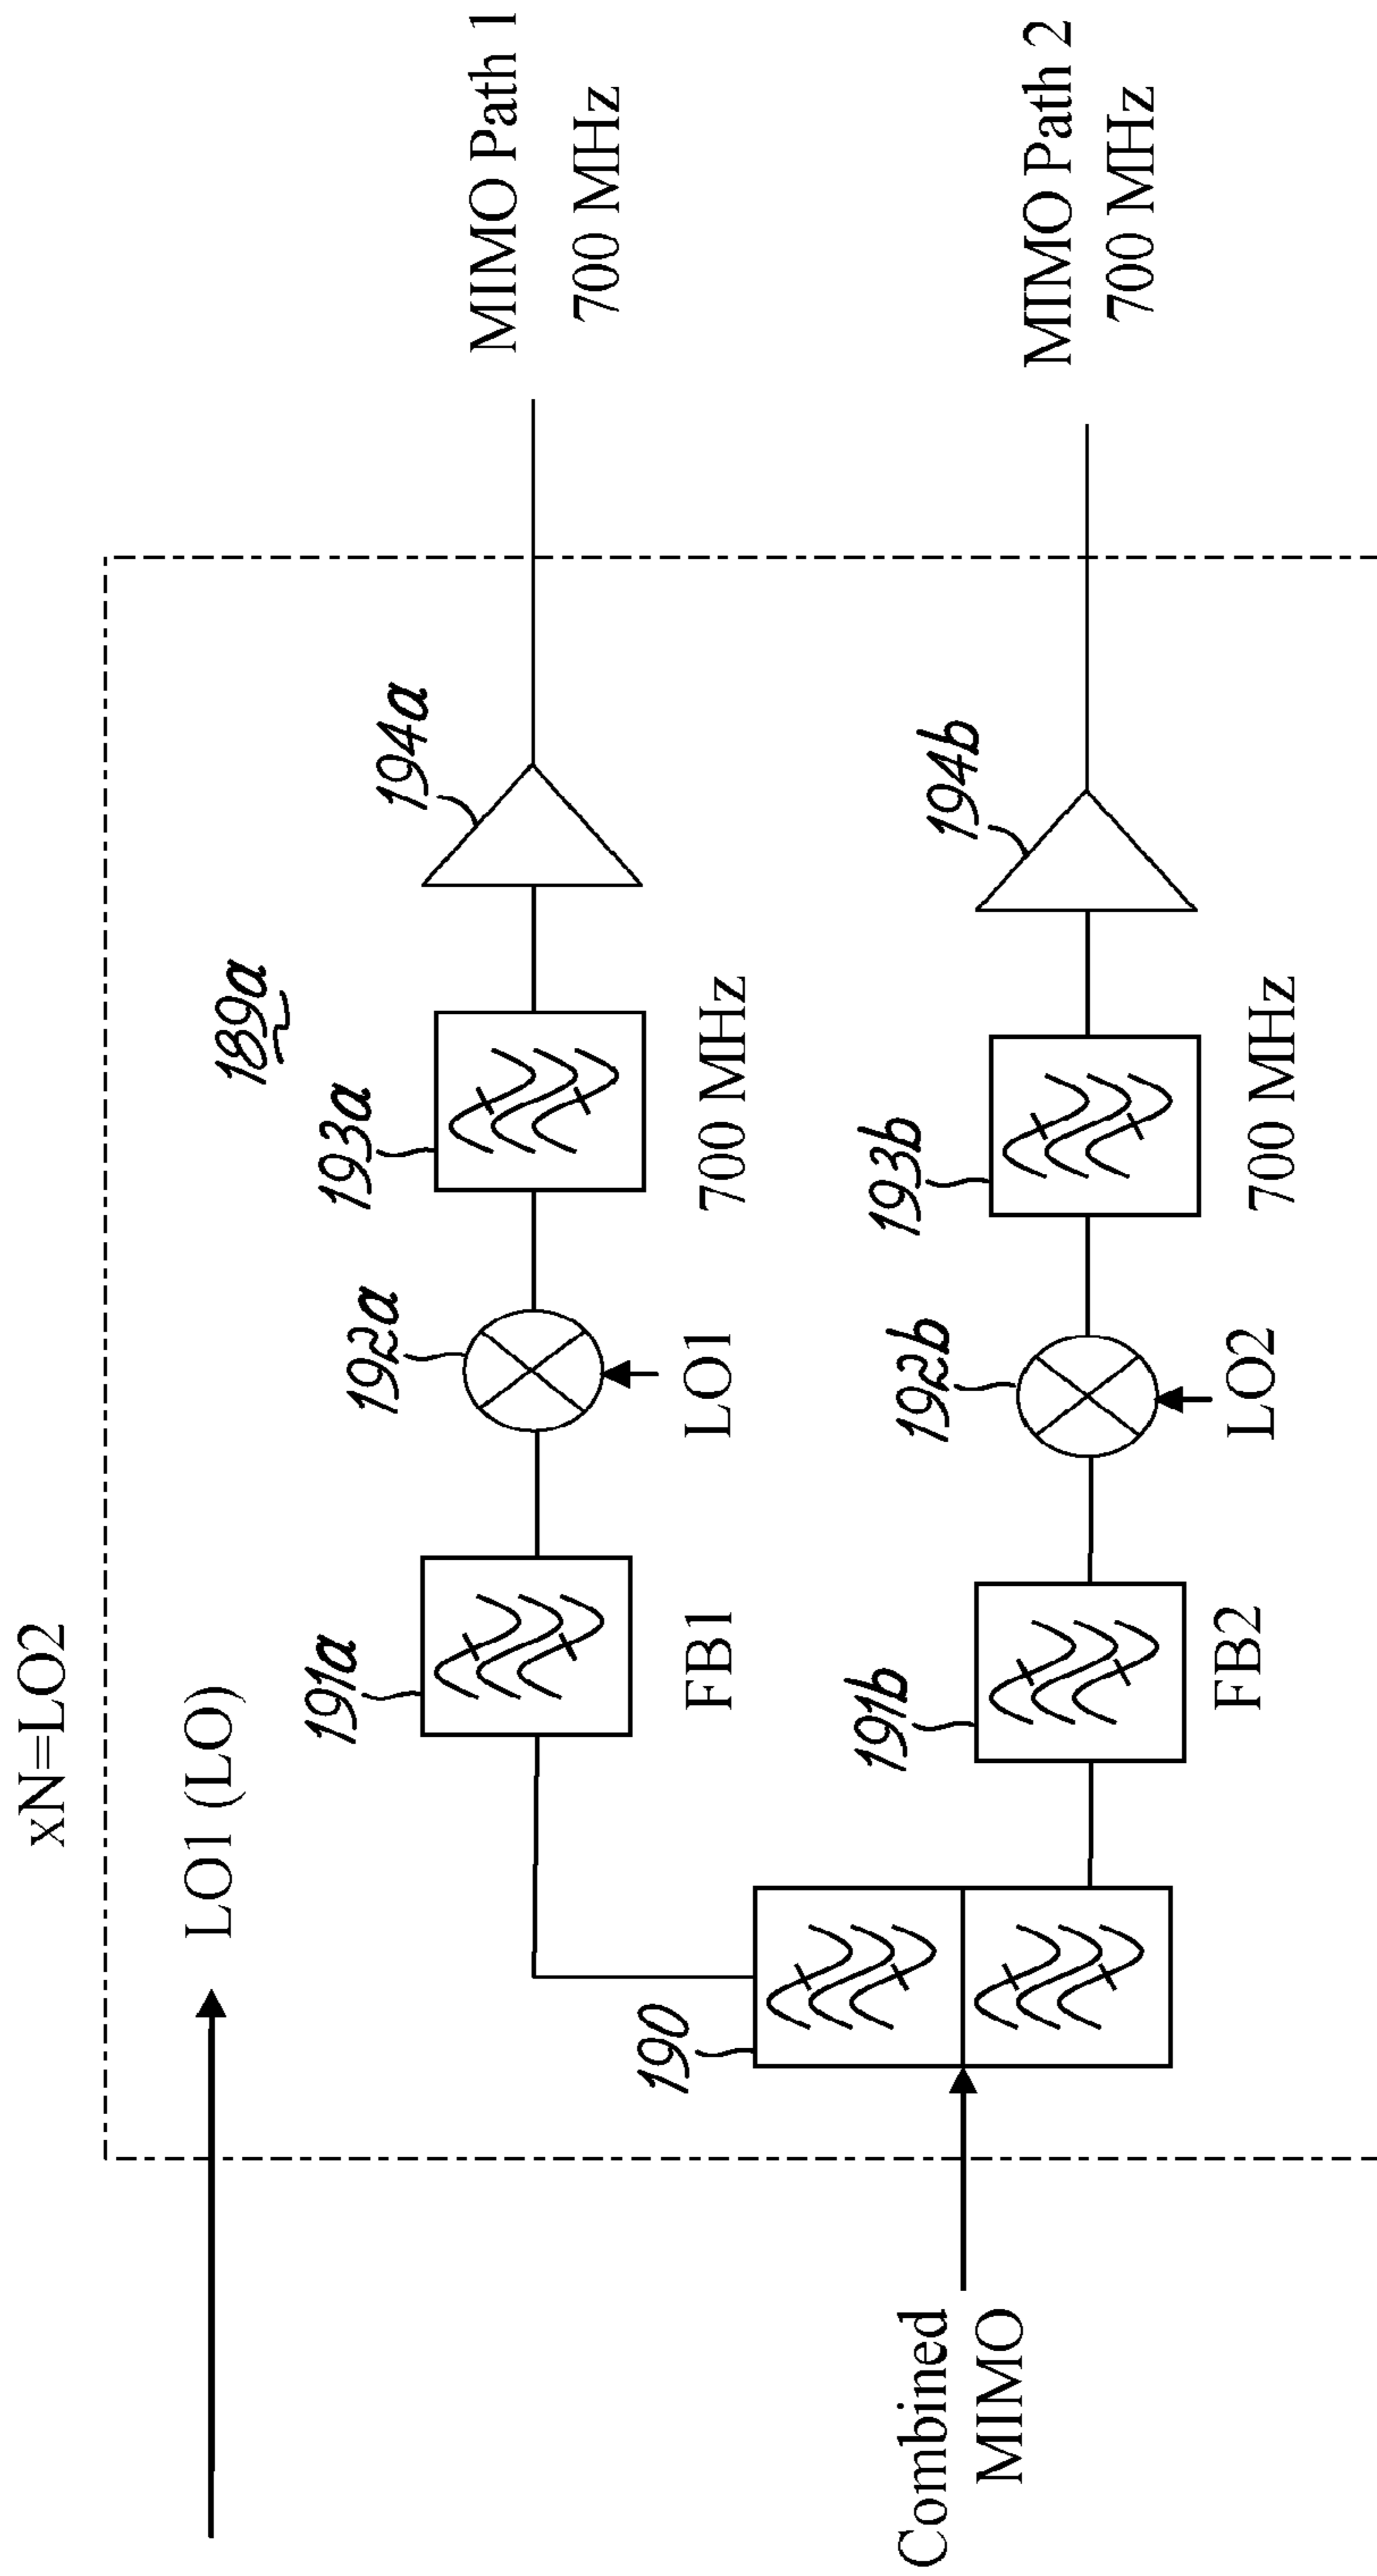 xN=LO2
LO1 (LO)
189a
191a
192a
193a
194a
MIMO Path 1
700 MHz
FB1
LO1
700 MHz
190
Combined
MIMO
191b
192b
193b
194b
MIMO Path 2
700 MHz
FB2
LO2
700 MHz